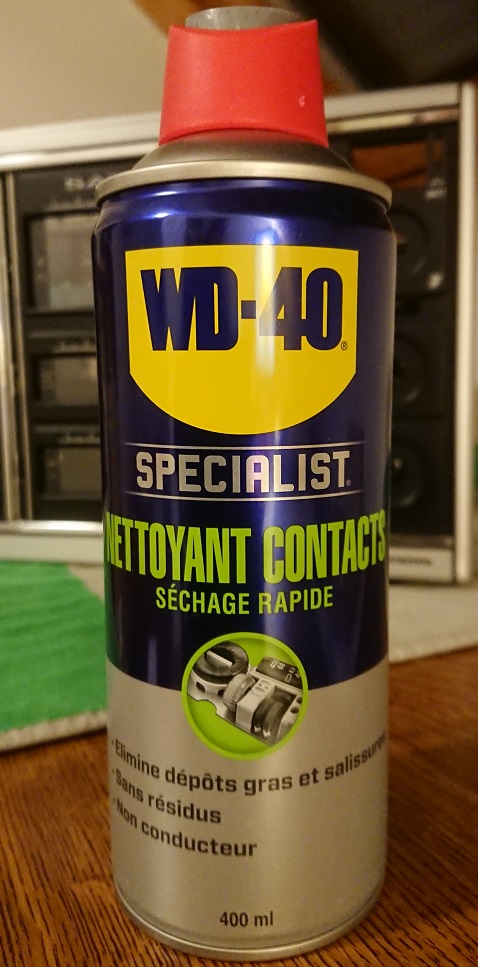 WD-40®
SPECIALIST®
NETTOYANT CONTACTS
SÉCHAGE RAPIDE
· Elimine dépôts gras et salissures
· Sans résidus
· Non conducteur
400 ml